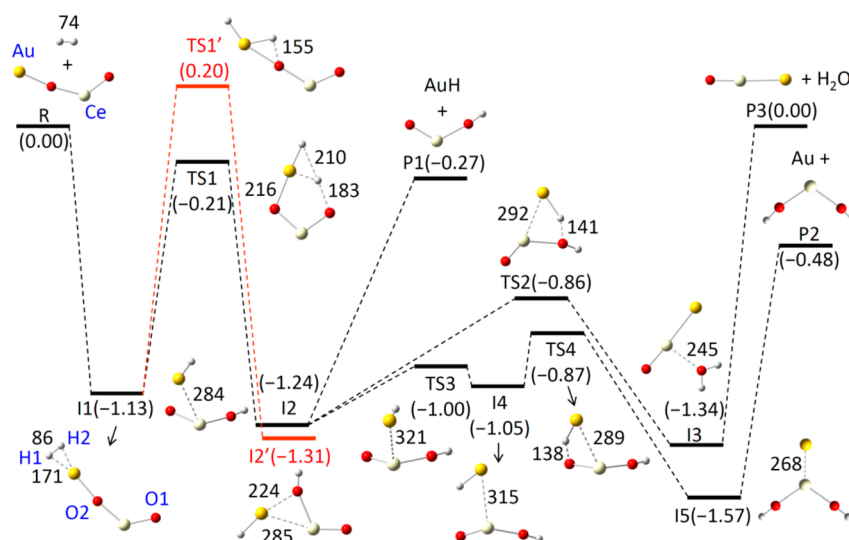 74
+
Au
Ce
R
(0.00)
TS1'
(0.20)
155
TS1
(−0.21)
210
216
183
AuH
+
P1(−0.27)
+ H2O
P3(0.00)
Au +
P2
(−0.48)
292
141
TS2(−0.86)
I1(−1.13)
86
H2
H1
171
O2
O1
284
(−1.24)
I2
I2'(−1.31)
224
285
TS3
(−1.00)
321
I4
(−1.05)
315
TS4
(−0.87)
138
289
245
(−1.34)
I3
I5(−1.57)
268